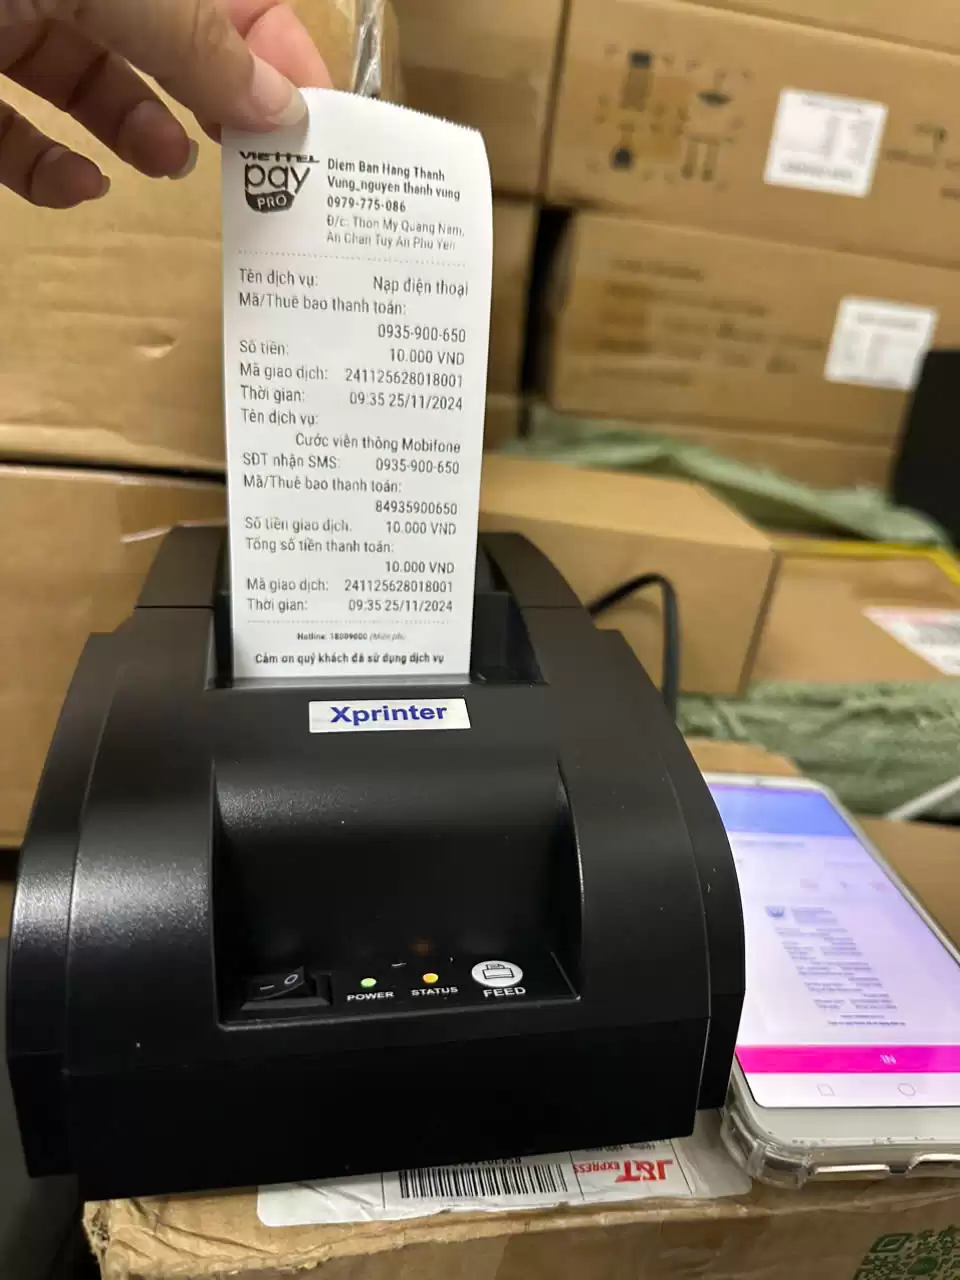 VIETTEL
pay
PRO
Diem Ban Hang Thanh
Vung_nguyen thanh vung
0979-775-086
Đ/c: Thon My Quang Nam,
An Chan Tuy An Phu Yen
Tên dịch vụ: Nạp điện thoại
Mã/Thuê bao thanh toán:
0935-900-650
Số tiền: 10.000 VND
Mã giao dịch: 241125628018001
Thời gian: 09:35 25/11/2024
Tên dịch vụ:
Cước viễn thông Mobifone
SĐT nhận SMS: 0935-900-650
Mã/Thuê bao thanh toán:
84935900650
Số tiền giao dịch: 10.000 VND
Tổng số tiền thanh toán:
10.000 VND
Mã giao dịch: 241125628018001
Thời gian: 09:35 25/11/2024
Hotline: 18009000 (Miễn phí)
Cảm ơn quý khách đã sử dụng dịch vụ
Xprinter
POWER STATUS FEED
IN
J&T EXPRESS